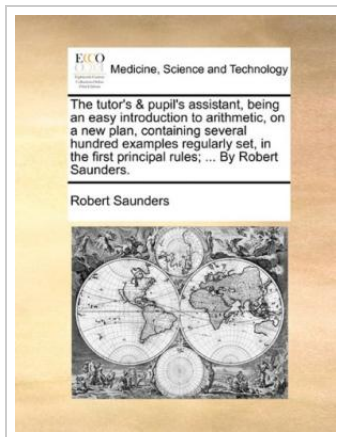 ECCO
Medicine, Science and Technology
The tutor's & pupil's assistant, being
an easy introduction to arithmetic, on
a new plan, containing several
hundred examples regularly set, in
the first principal rules; ... By Robert
Saunders.
Robert Saunders